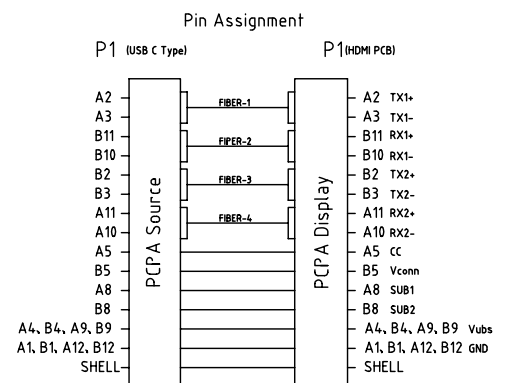 Pin Assignment
P1 (USB C Type) P1 (HDMI PCB)
A2 FIBER-1 A2 TX1+
A3 A3 TX1-
B11 FIPER-2 B11 RX1+
B10 B10 RX1-
B2 FIBER-3 B2 TX2+
B3 B3 TX2-
A11 FIBER-4 A11 RX2+
A10 A10 RX2-
A5 A5 CC
B5 B5 Vconn
A8 A8 SUB1
B8 B8 SUB2
A4、B4、A9、B9 A4、B4、A9、B9 Vubs
A1、B1、A12、B12 A1、B1、A12、B12 GND
SHELL SHELL
PCPA Source
PCPA Display